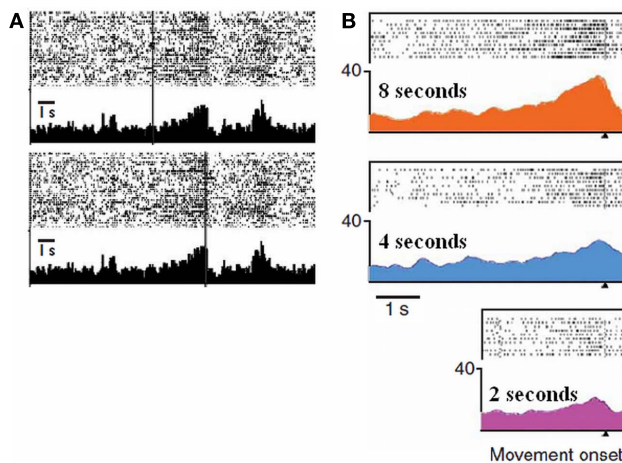 A
1 s
1 s
B
40
8 seconds
40
4 seconds
1 s
40
2 seconds
Movement onset